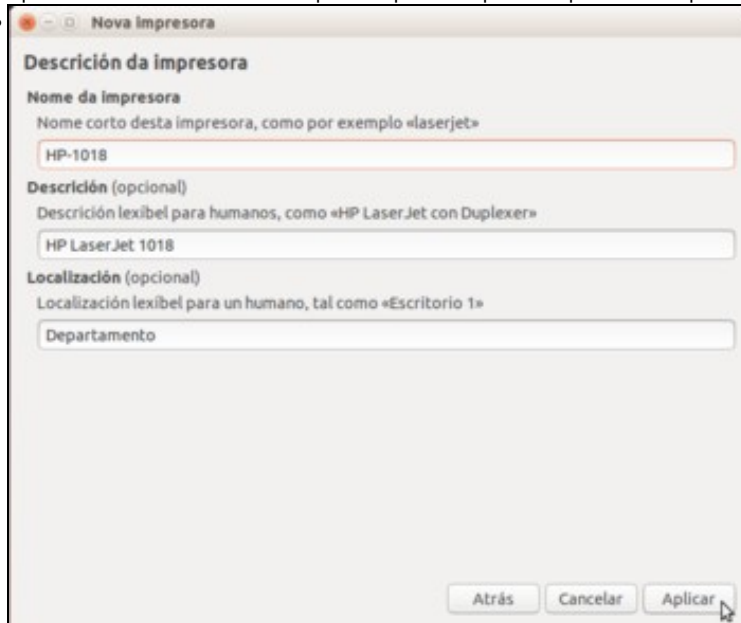 Nova impresora
Descrición da impresora
Nome da impresora
Nome corto desta impresora, como por exemplo «laserjet»
HP-1018
Descrición (opcional)
Descrición lexíbel para humanos, como «HP LaserJet con Duplexer»
HP LaserJet 1018
Localización (opcional)
Localización lexíbel para un humano, tal como «Escritorio 1»
Departamento
Atrás Cancelar Aplicar